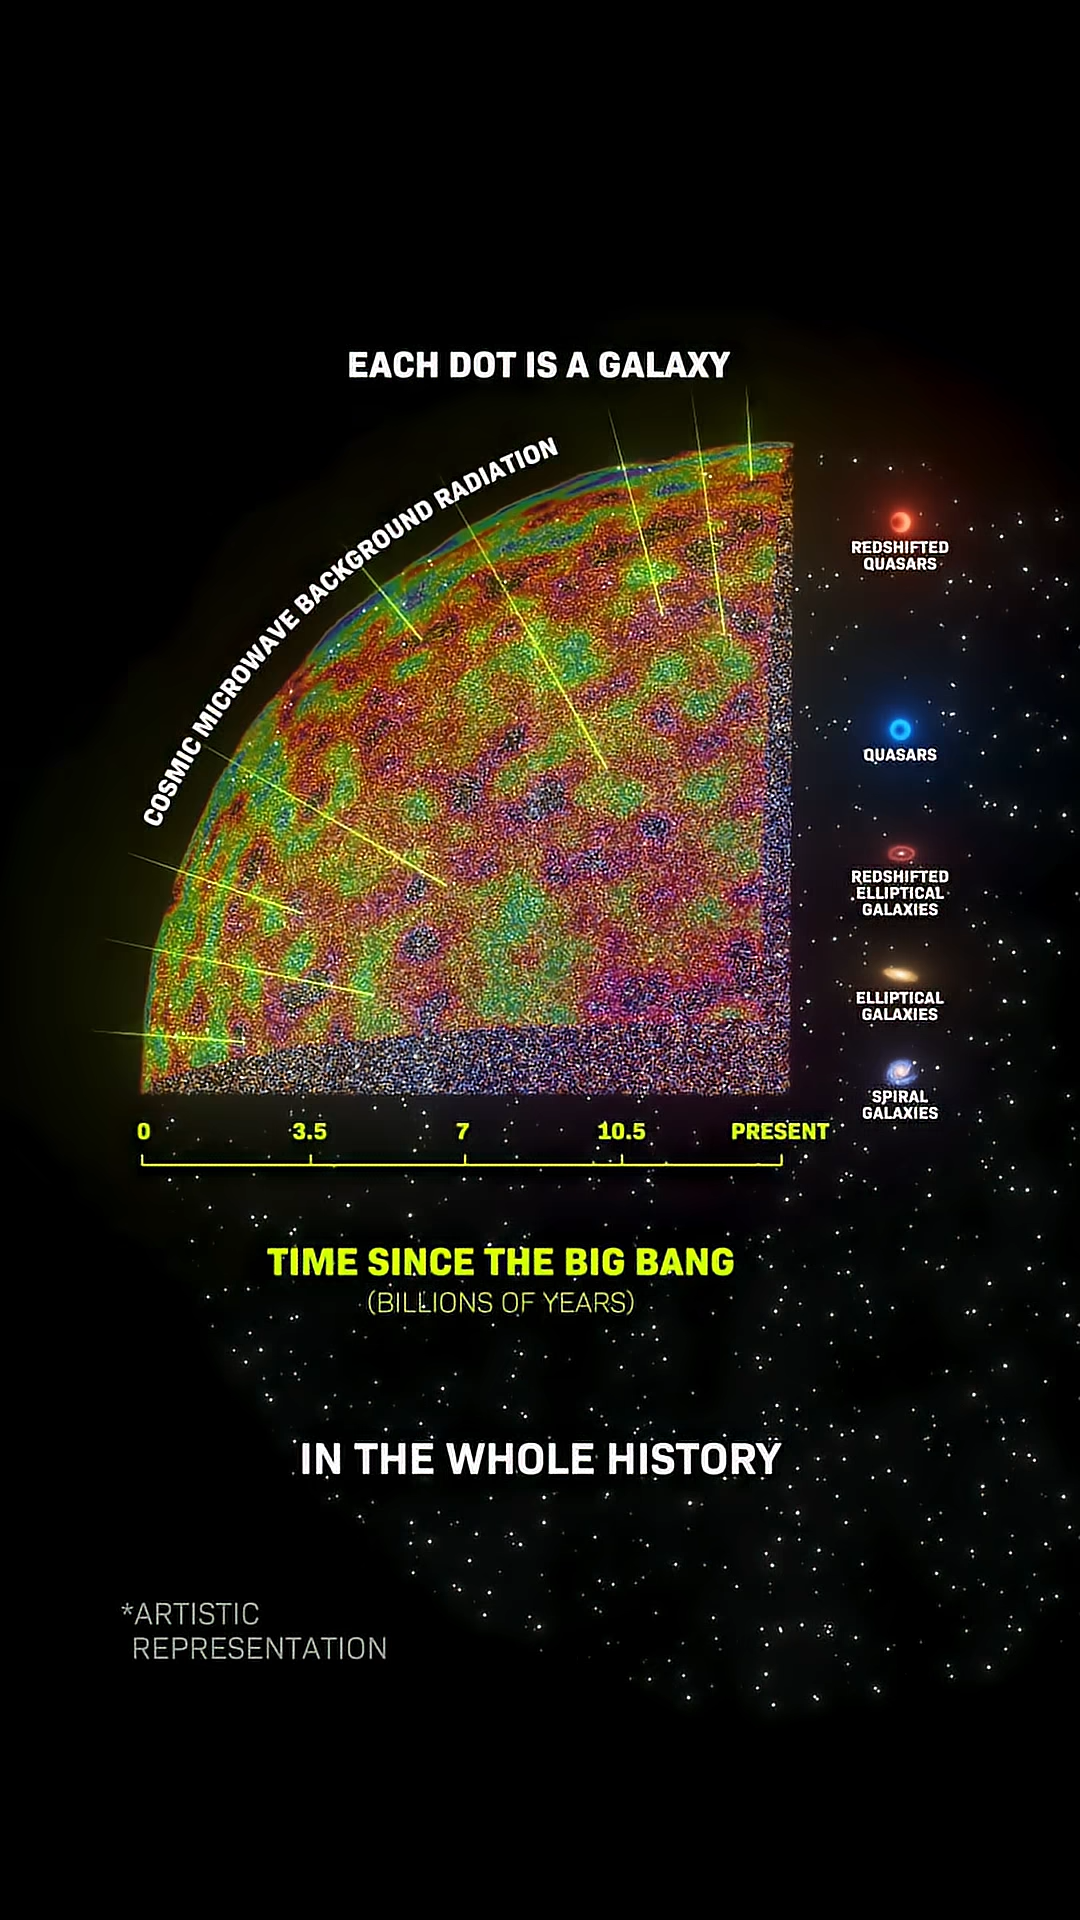 EACH DOT IS A GALAXY
COSMIC MICROWAVE BACKGROUND RADIATION
REDSHIFTED
QUASARS
QUASARS
REDSHIFTED
ELLIPTICAL
GALAXIES
ELLIPTICAL
GALAXIES
SPIRAL
GALAXIES
0 3.5 7 10.5 PRESENT
TIME SINCE THE BIG BANG
(BILLIONS OF YEARS)
IN THE WHOLE HISTORY
*ARTISTIC
REPRESENTATION